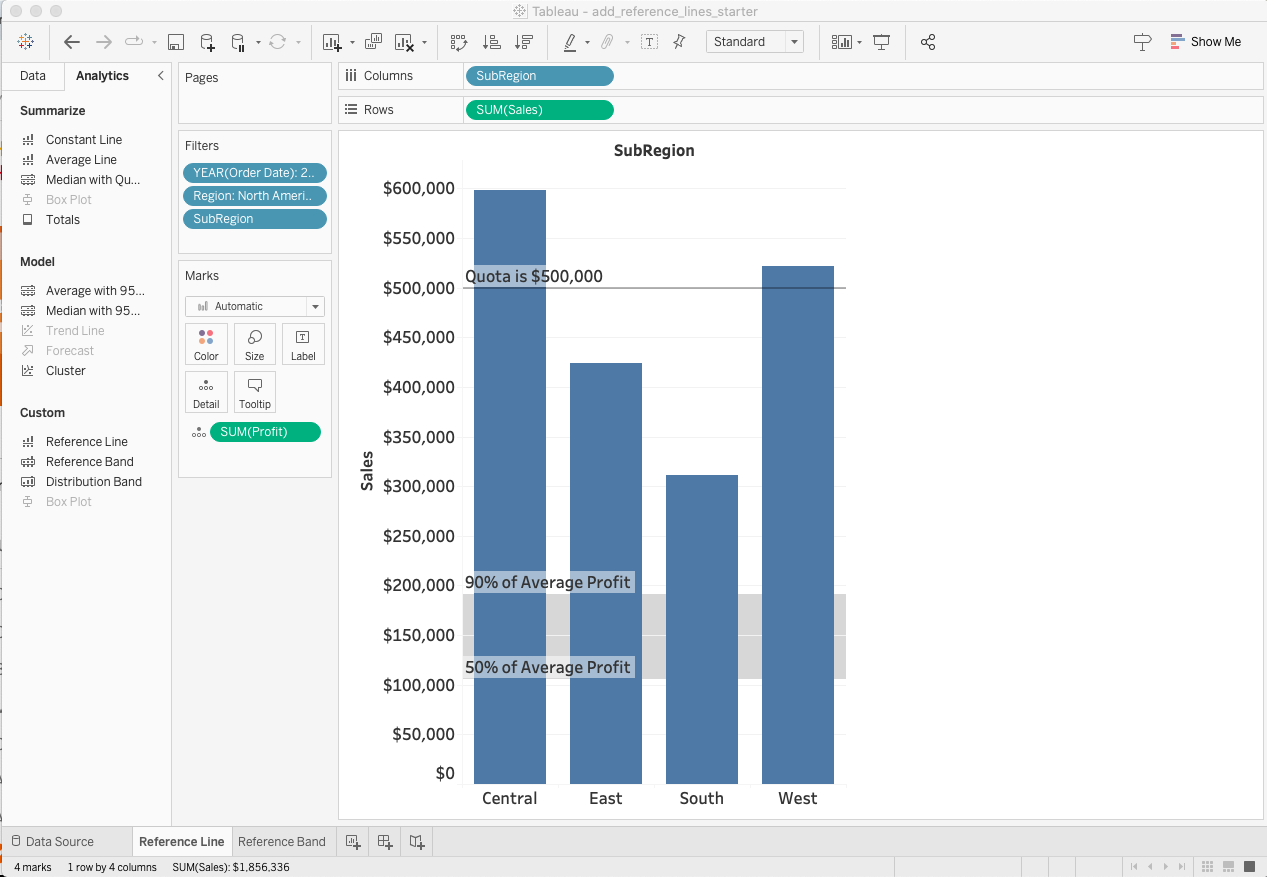 Tableau - add_reference_lines_starter
Standard
Show Me
Data
Analytics
Pages
Columns
SubRegion
Rows
SUM(Sales)
Summarize
Constant Line
Average Line
Median with Qu...
Box Plot
Totals
Model
Average with 95...
Median with 95...
Trend Line
Forecast
Cluster
Custom
Reference Line
Reference Band
Distribution Band
Box Plot
Filters
YEAR(Order Date): 2..
Region: North Ameri..
SubRegion
Marks
Automatic
Color
Size
Label
Detail
Tooltip
SUM(Profit)
SubRegion
Sales
$600,000
$550,000
Quota is $500,000
$500,000
$450,000
$400,000
$350,000
$300,000
$250,000
$200,000
90% of Average Profit
$150,000
50% of Average Profit
$100,000
$50,000
$0
Central
East
South
West
Data Source
Reference Line
Reference Band
4 marks
1 row by 4 columns
SUM(Sales): $1,856,336